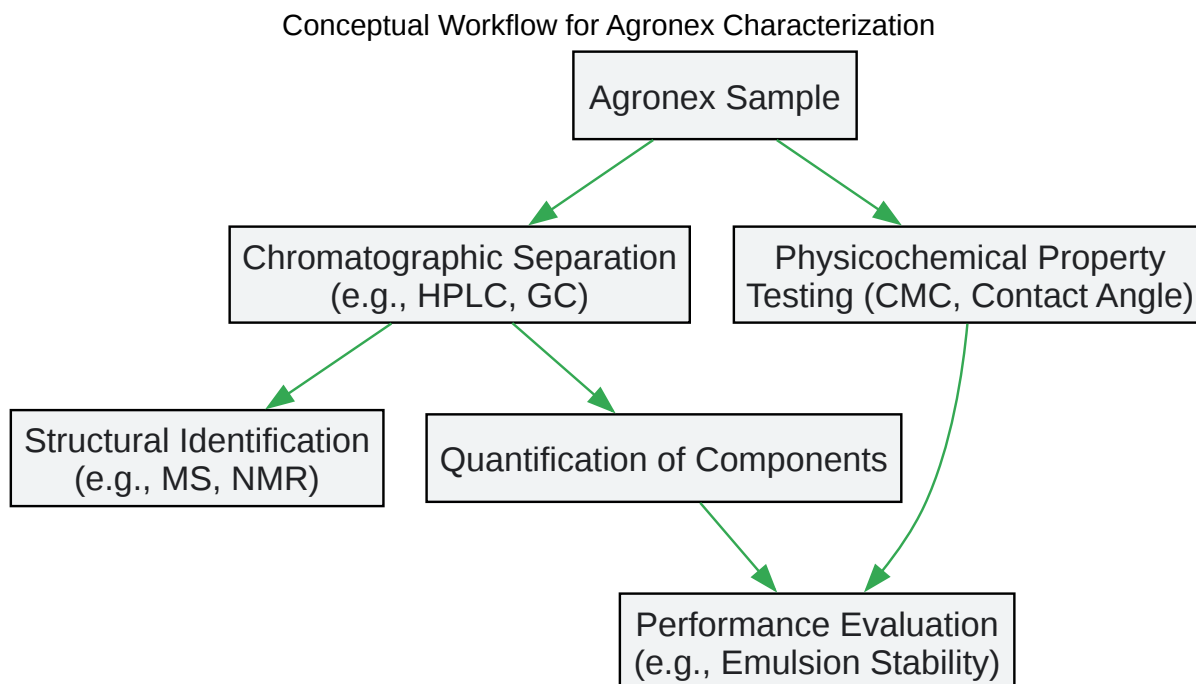 Conceptual Workflow for Agronex Characterization
Agronex Sample
Chromatographic Separation
(e.g., HPLC, GC)
Physicochemical Property
Testing (CMC, Contact Angle)
Structural Identification
(e.g., MS, NMR)
Quantification of Components
Performance Evaluation
(e.g., Emulsion Stability)